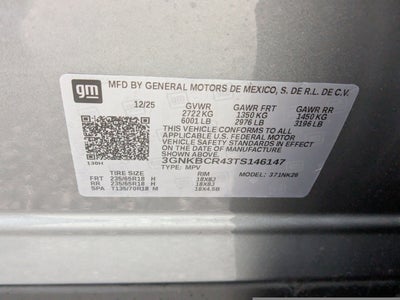 gm MFD BY GENERAL MOTORS DE MEXICO, S. DE R.L. DE C.V.
12/25 GVWR GAWR FRT GAWR RR
2722 KG 1350 KG 1450 KG
6001 LB 2976 LB 3196 LB
THIS VEHICLE CONFORMS TO ALL
APPLICABLE U.S. FEDERAL MOTOR
VEHICLE SAFETY STANDARDS IN EFFECT
ON THE DATE OF MANUFACTURE
SHOWN ABOVE.
3GNKBCR43TS146147
TYPE: MPV MODEL: 371NK26
TIRE SIZE RIM
FRT 235/65R18 H 18X8J
RR 235/65R18 H 18X8J
SPA T135/70R18 M 18X4.5B